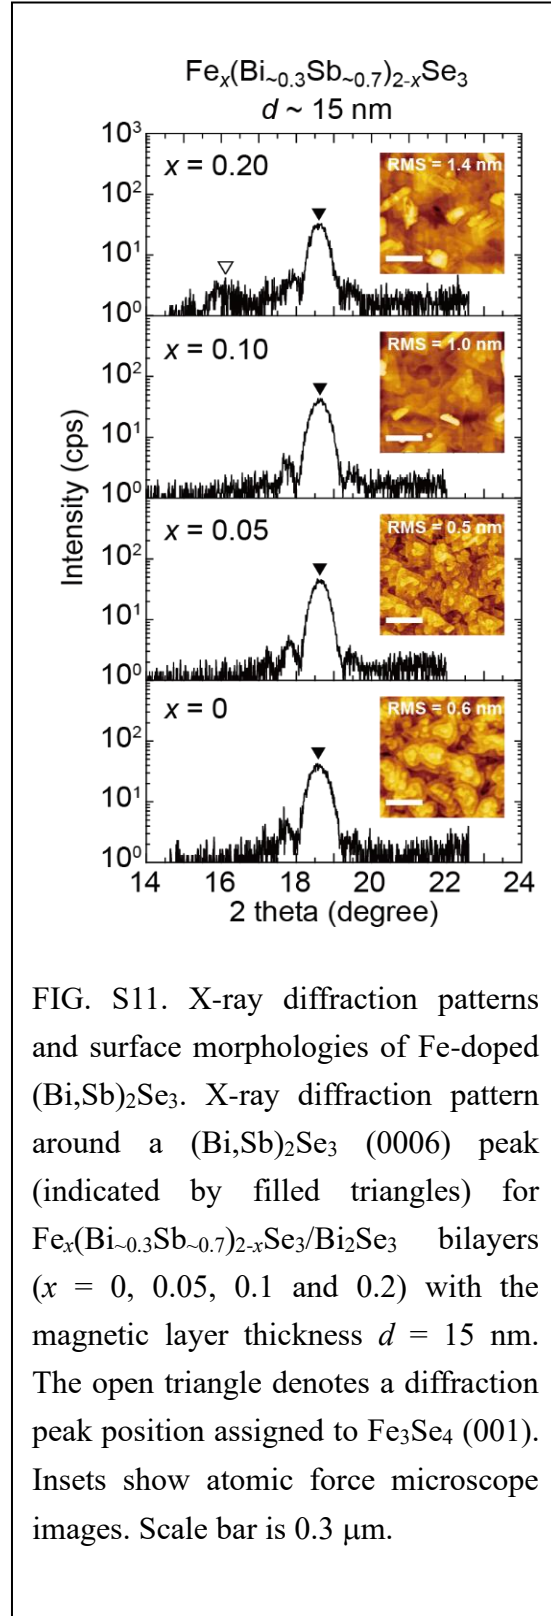 Feₓ(Bi~0.3Sb~0.7)2-xSe3
d ~ 15 nm
10³
x = 0.20
RMS = 1.4 nm
10²
10¹
10⁰
x = 0.10
RMS = 1.0 nm
10²
10¹
10⁰
Intensity (cps)
x = 0.05
RMS = 0.5 nm
10²
10¹
10⁰
x = 0
RMS = 0.6 nm
10²
10¹
10⁰
14 16 18 20 22 24
2 theta (degree)
FIG. S11. X-ray diffraction patterns
and surface morphologies of Fe-doped
(Bi,Sb)₂Se₃. X-ray diffraction pattern
around a (Bi,Sb)₂Se₃ (0006) peak
(indicated by filled triangles) for
Feₓ(Bi~0.3Sb~0.7)2-xSe₃/Bi₂Se₃ bilayers
(x = 0, 0.05, 0.1 and 0.2) with the
magnetic layer thickness d = 15 nm.
The open triangle denotes a diffraction
peak position assigned to Fe₃Se₄ (001).
Insets show atomic force microscope
images. Scale bar is 0.3 μm.